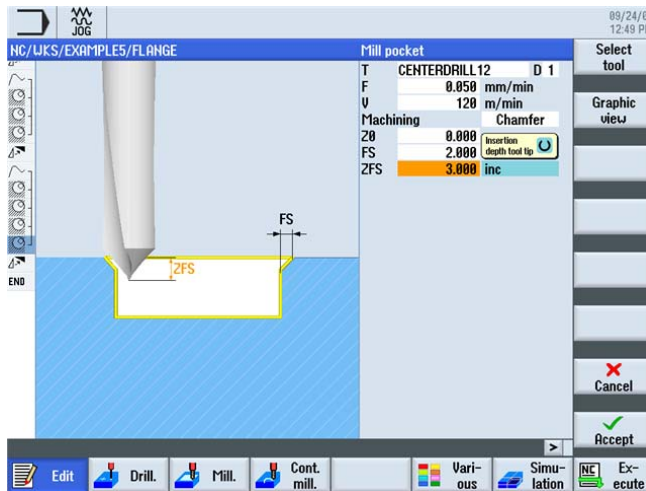 JOG
12:49
NC/WKS/EXAMPLE5/FLANGE
Mill pocket
Select tool
T CENTERDRILL12 D 1
F 0.050 mm/min
V 120 m/min
Machining Chamfer
Z0 0.000
FS 2.000
ZFS 3.000 inc
Insertion
depth tool tip
Graphic view
FS
ZFS
END
Cancel
Accept
>
Edit
Drill.
Mill.
Cont. mill.
Vari-
ous
Simu-
lation
NC
Ex-
ecute